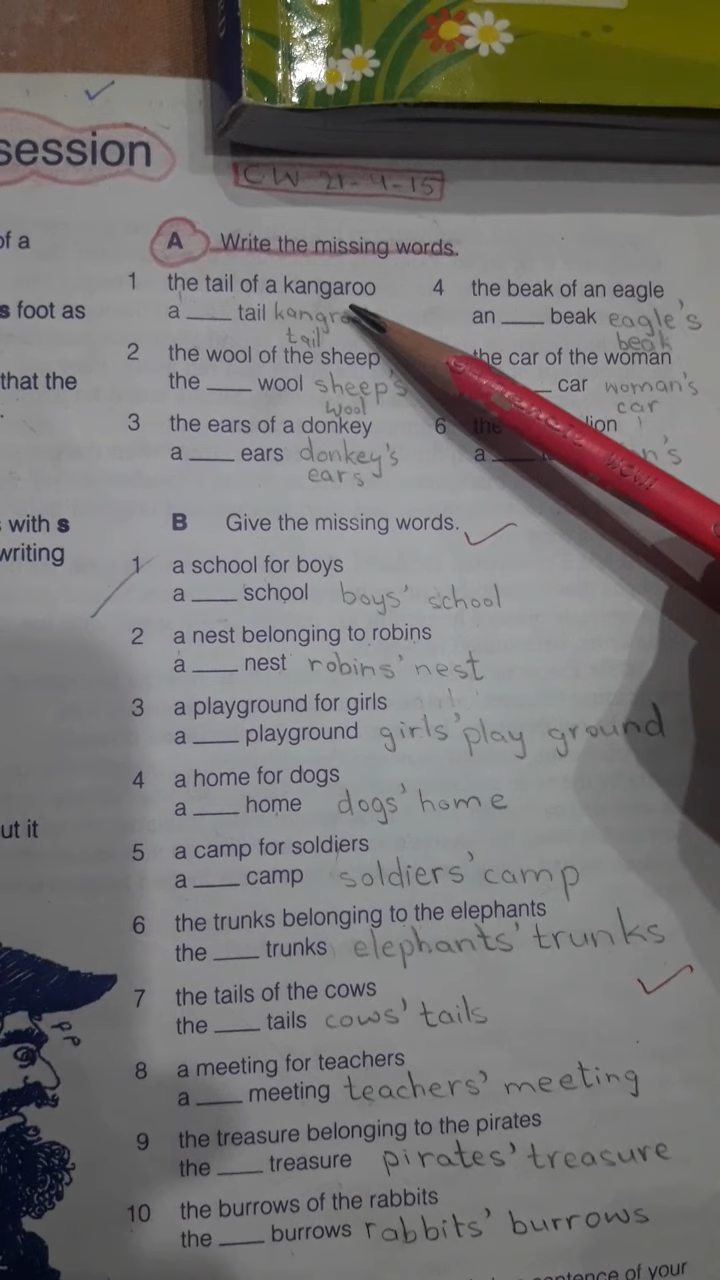 session
CW 21-4-15
of a
s foot as
that the
with s
writing
ut it
A Write the missing words.
1 the tail of a kangaroo
a ____ tail
tail
2 the wool of the sheep
the ____ wool sheep's
wool
3 the ears of a donkey
a ____ ears donkey's
ears
4 the beak of an eagle
an ____ beak eagle's
beak
the car of the woman
car woman's
car
6 the lion
a
B Give the missing words.
1 a school for boys
a ____ school boys' school
2 a nest belonging to robins
a ____ nest robins' nest
3 a playground for girls
a ____ playground girls' play ground
4 a home for dogs
a ____ home dogs' home
5 a camp for soldiers
a ____ camp soldiers' camp
6 the trunks belonging to the elephants
the ____ trunks elephants' trunks
7 the tails of the cows
the ____ tails cows' tails
8 a meeting for teachers
a ____ meeting teachers' meeting
9 the treasure belonging to the pirates
the ____ treasure pirates' treasure
10 the burrows of the rabbits
the ____ burrows rabbits' burrows
of your